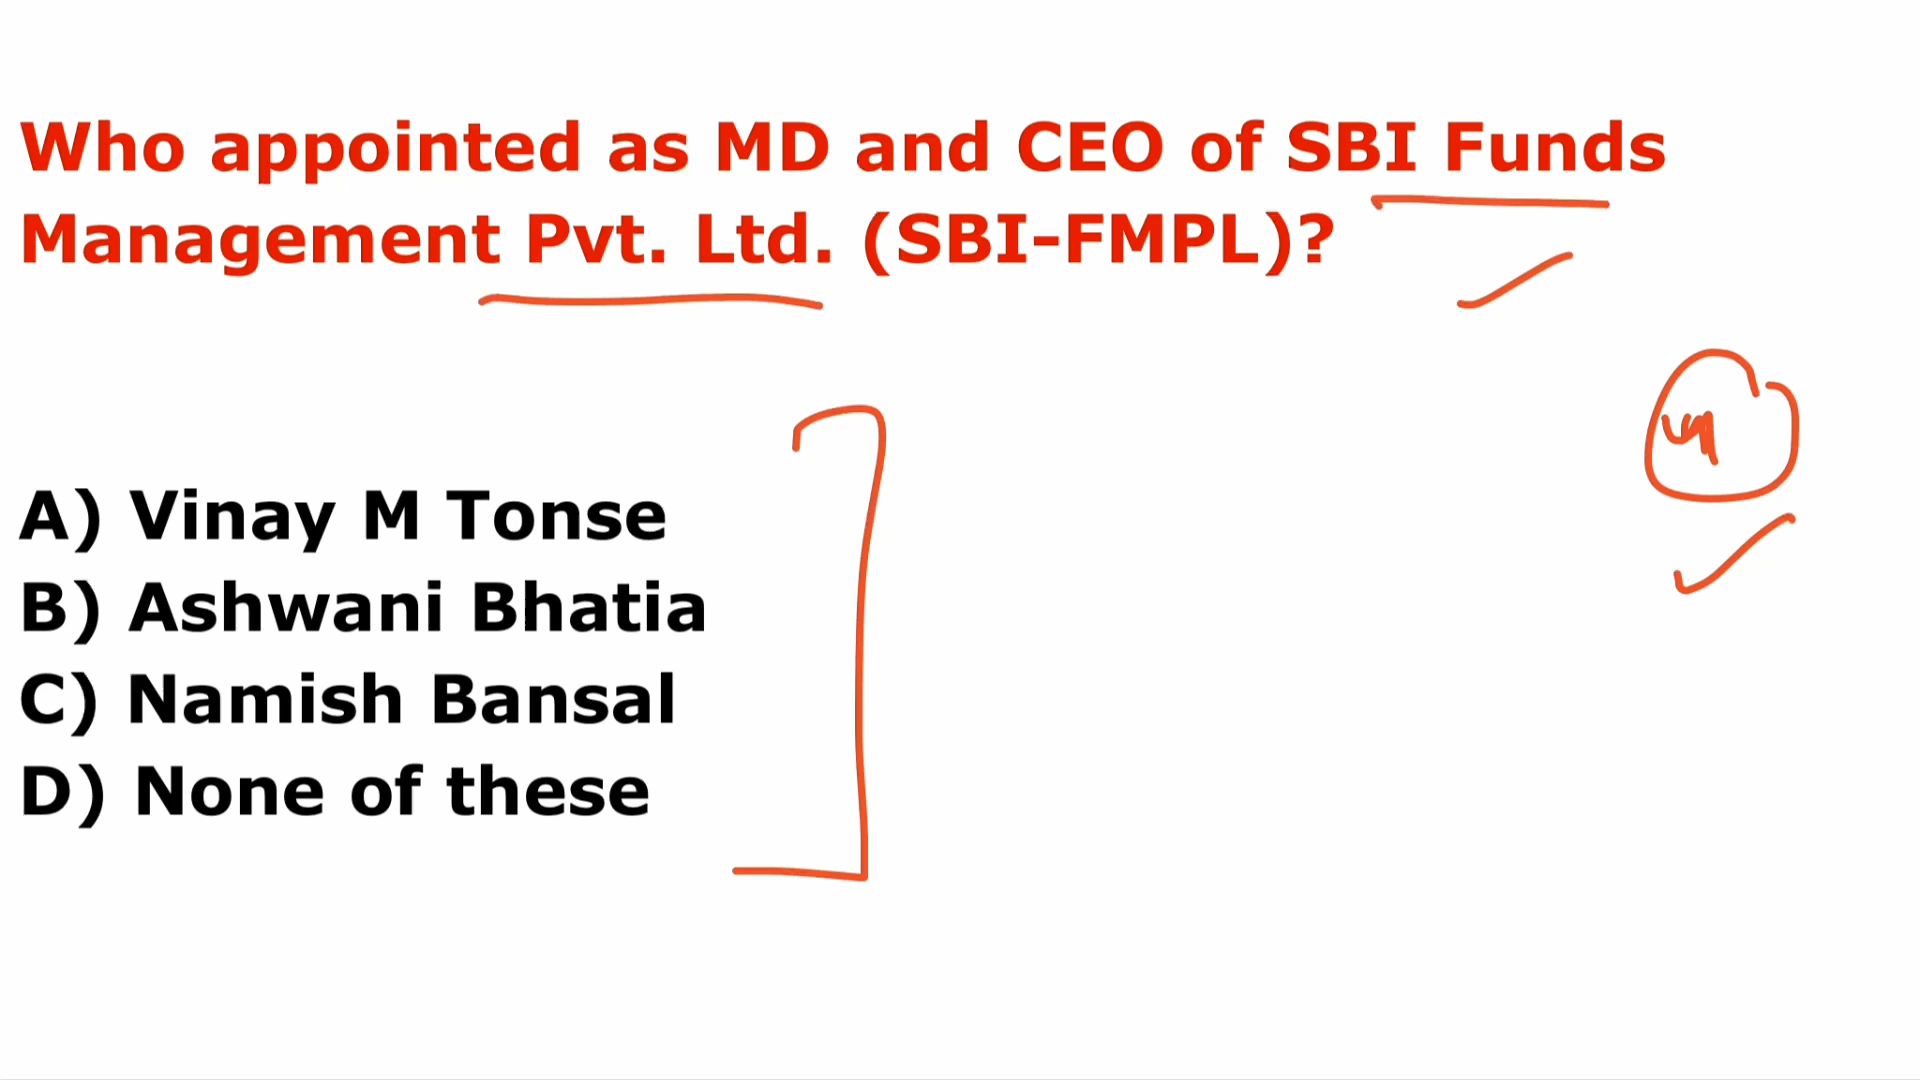 Who appointed as MD and CEO of SBI Funds
Management Pvt. Ltd. (SBI-FMPL)?
A) Vinay M Tonse
B) Ashwani Bhatia
C) Namish Bansal
D) None of these